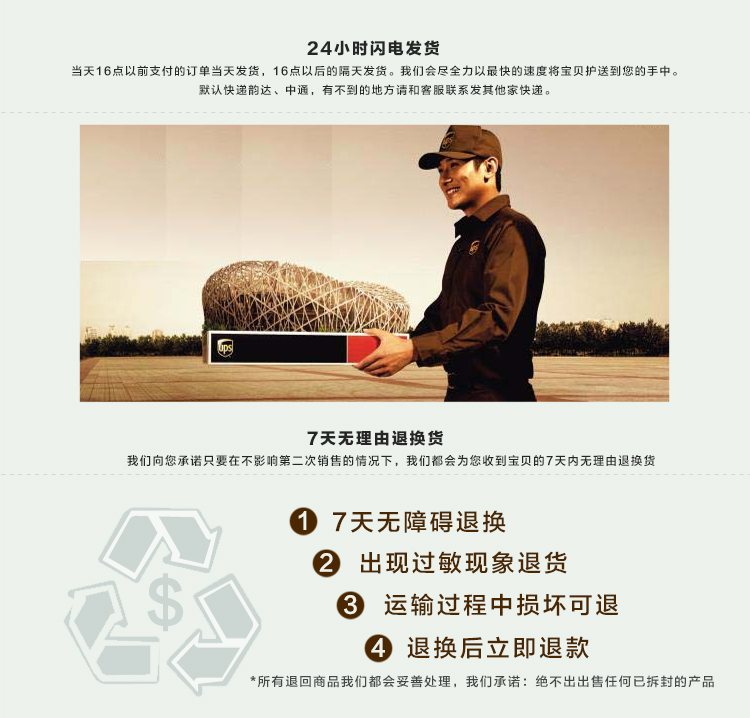 24小时闪电发货
当天16点以前支付的订单当天发货，16点以后的隔天发货。我们会尽全力以最快的速度将宝贝护送到您的手中。
默认快递韵达、中通，有不到的地方请和客服联系发其他家快递。
ups
ups
7天无理由退换货
我们向您承诺只要在不影响第二次销售的情况下，我们都会为您收到宝贝的7天内无理由退换货
1 7天无障碍退换
2 出现过敏现象退货
$
3 运输过程中损坏可退
4 退换后立即退款
*所有退回商品我们都会妥善处理，我们承诺：绝不出出售任何已拆封的产品